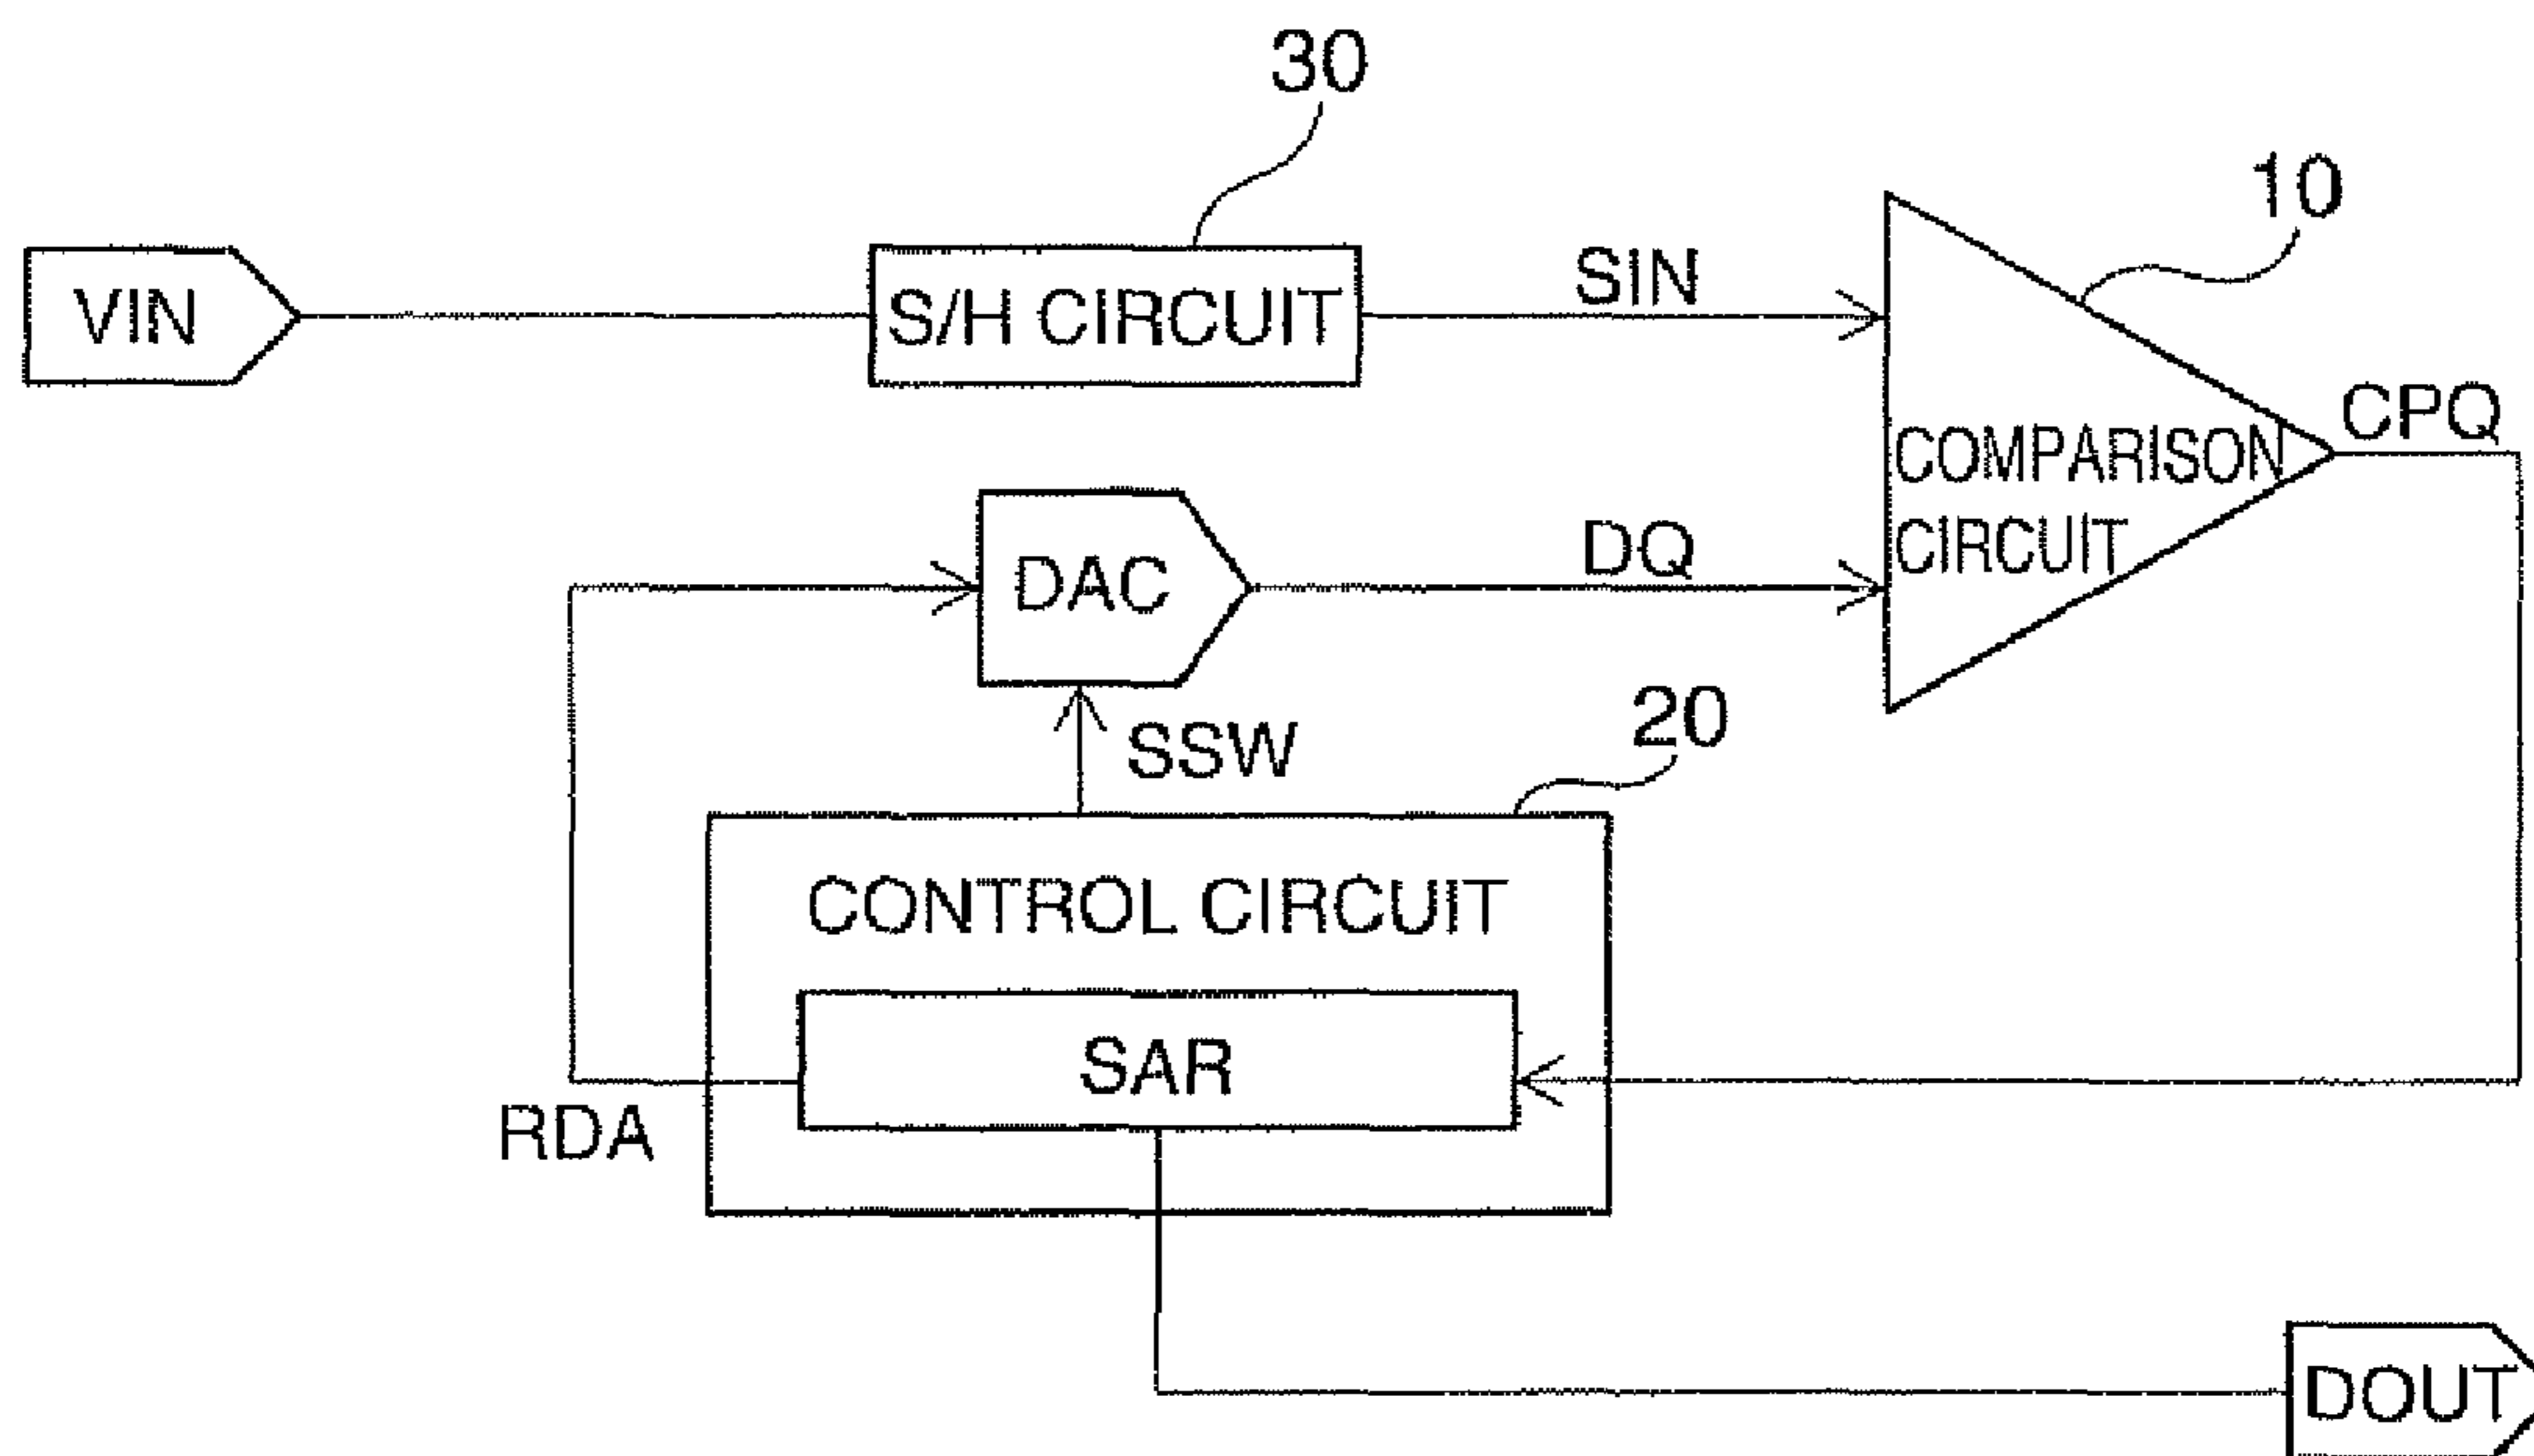 30
10
VIN
S/H CIRCUIT
SIN
CPQ
COMPARISON
CIRCUIT
DAC
DQ
SSW
20
CONTROL CIRCUIT
SAR
RDA
DOUT